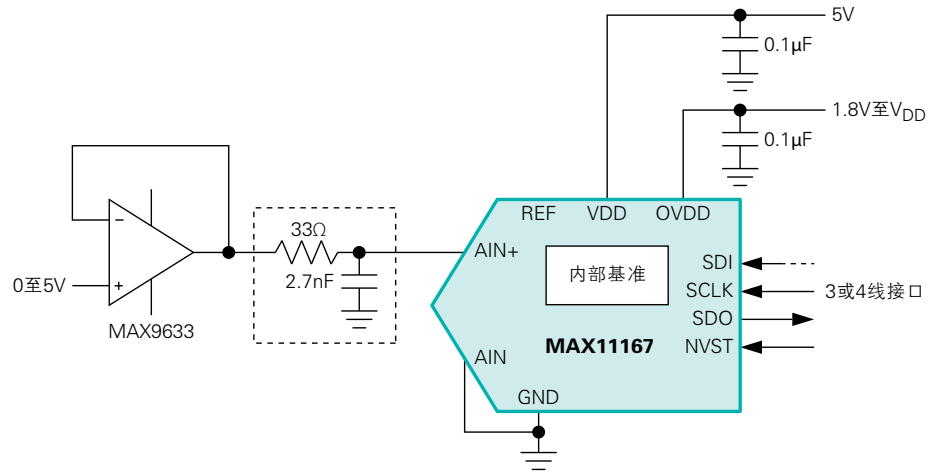 5V
0.1µF
1.8V至VDD
0.1µF
REF VDD OVDD
33Ω
2.7nF
AIN+
内部基准
SDI
SCLK
SDO
NVST
3或4线接口
0至5V
−
+
MAX9633
MAX11167
AIN
GND